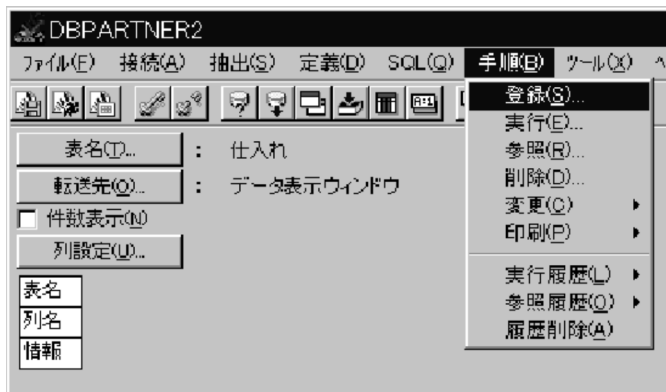 DBPARTNER2
ファイル(F) 接続(A) 抽出(S) 定義(D) SQL(Q) 手順(B) ツール(X) ヘ
登録(S)...
実行(E)...
参照(R)...
削除(D)...
変更(C)
印刷(P)
実行履歴(L)
参照履歴(O)
履歴削除(A)
表名(T)... : 仕入れ
転送先(O)... : データ表示ウィンドウ
件数表示(N)
列設定(U)...
表名
列名
情報